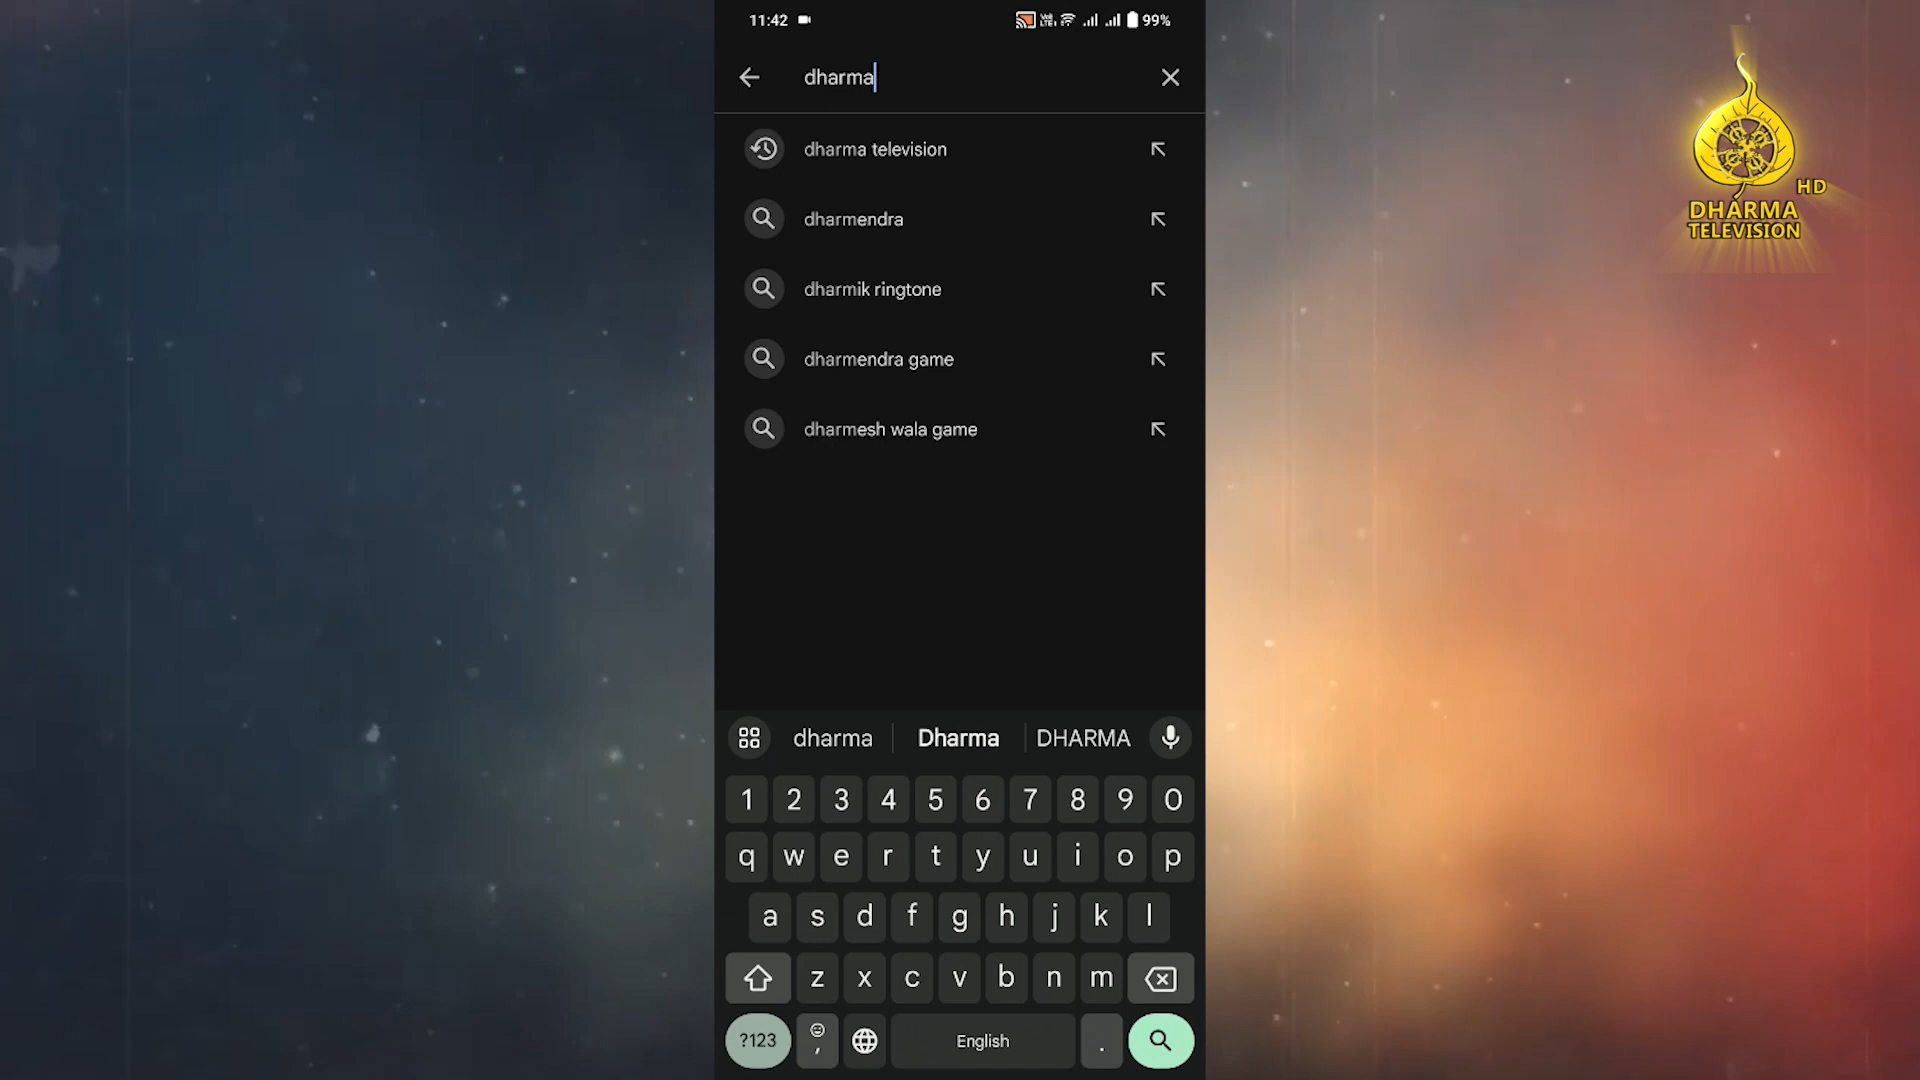 11:42
99%
dharma
HD
DHARMA
TELEVISION
dharma television
dharmendra
dharmik ringtone
dharmendra game
dharmesh wala game
dharma Dharma DHARMA
1 2 3 4 5 6 7 8 9 0
q w e r t y u i o p
a s d f g h j k l
z x c v b n m
?123 , English .